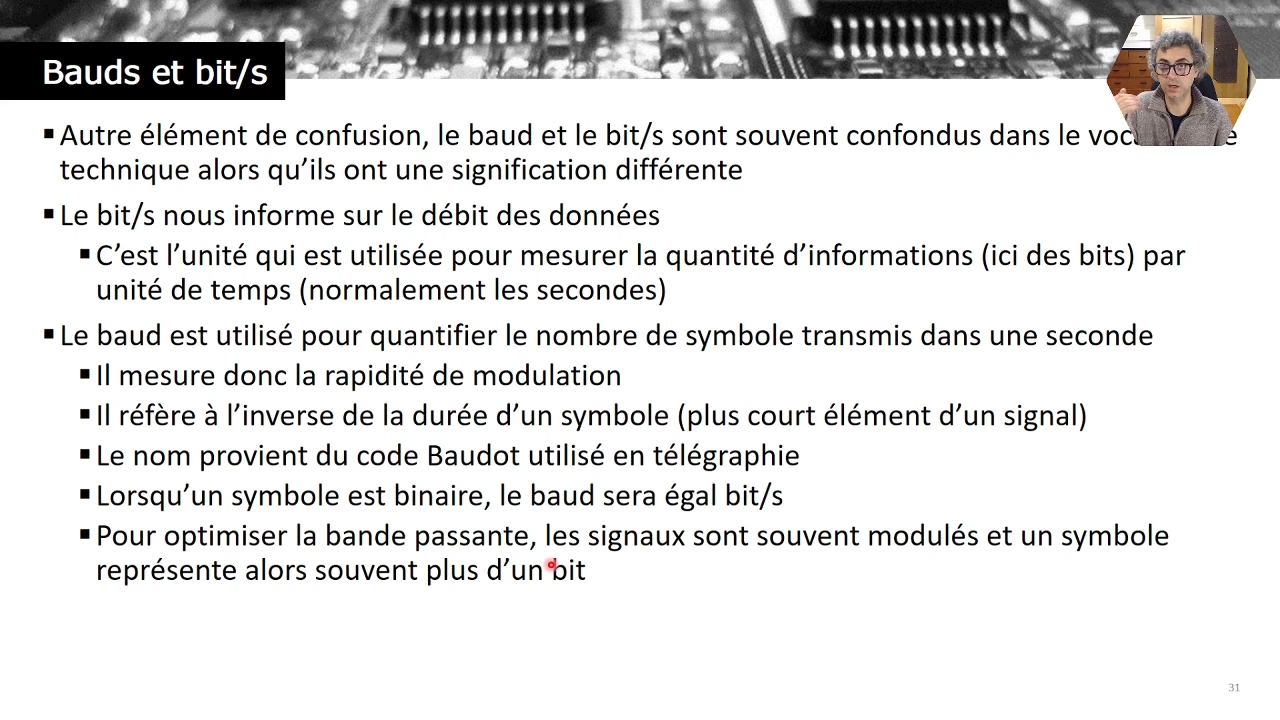 Bauds et bit/s
▪ Autre élément de confusion, le baud et le bit/s sont souvent confondus dans le
technique alors qu’ils ont une signification différente
▪ Le bit/s nous informe sur le débit des données
▪ C’est l’unité qui est utilisée pour mesurer la quantité d’informations (ici des bits) par
unité de temps (normalement les secondes)
▪ Le baud est utilisé pour quantifier le nombre de symbole transmis dans une seconde
▪ Il mesure donc la rapidité de modulation
▪ Il réfère à l’inverse de la durée d’un symbole (plus court élément d’un signal)
▪ Le nom provient du code Baudot utilisé en télégraphie
▪ Lorsqu’un symbole est binaire, le baud sera égal bit/s
▪ Pour optimiser la bande passante, les signaux sont souvent modulés et un symbole
représente alors souvent plus d’un bit
31